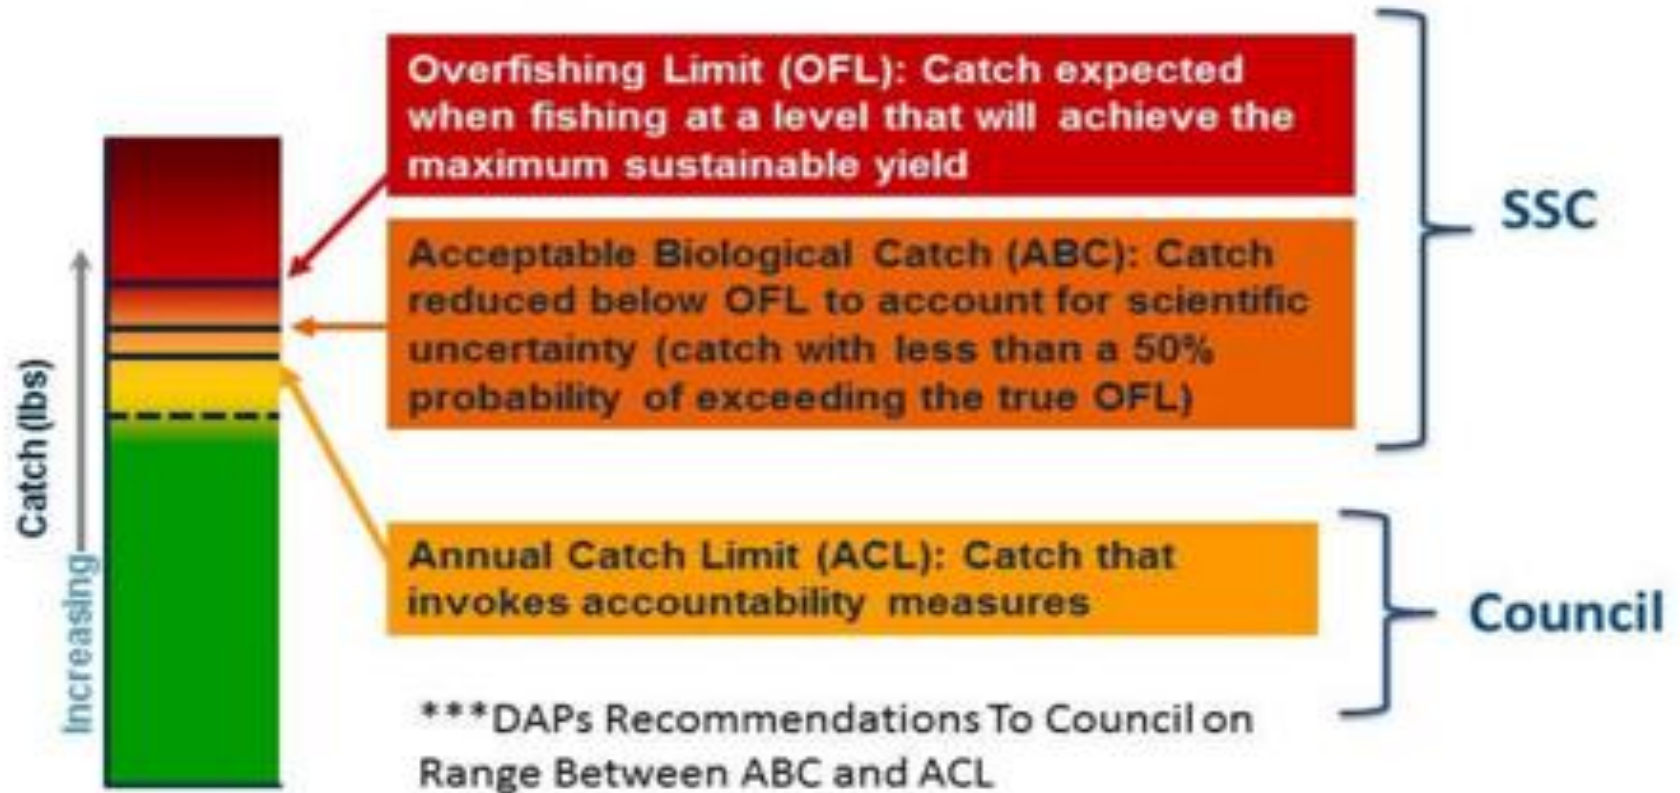 Overfishing Limit (OFL): Catch expected
when fishing at a level that will achieve the
maximum sustainable yield
SSC
Acceptable Biological Catch (ABC): Catch
reduced below OFL to account for scientific
uncertainty (catch with less than a 50%
probability of exceeding the true OFL)
Catch (lbs)
Increasing
Annual Catch Limit (ACL): Catch that
invokes accountability measures
Council
***DAPs Recommendations To Council on
Range Between ABC and ACL